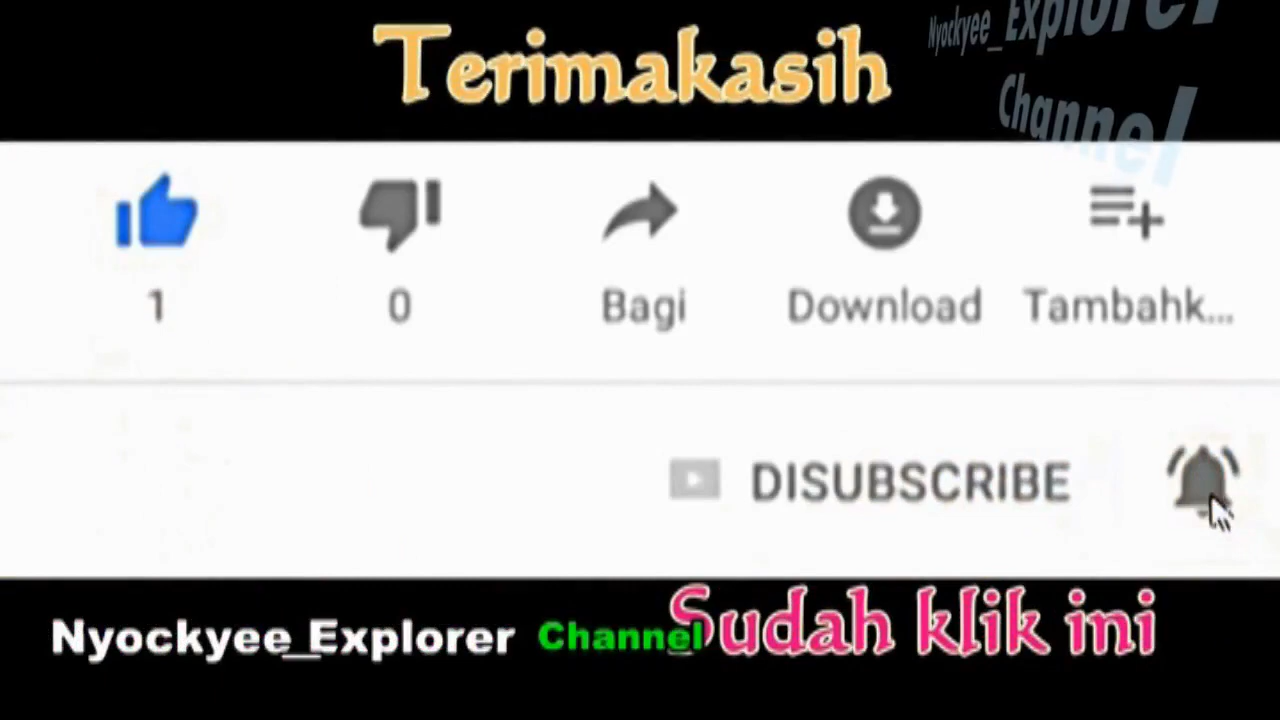 Terimakasih
Nyockyee_Explorer
Channel
1 0 Bagi Download Tambahk...
DISUBSCRIBE
Nyockyee_Explorer Channel
Sudah klik ini